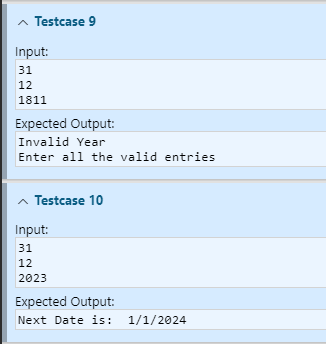 Testcase 9
Input:
31
12
1811
Expected Output:
Invalid Year
Enter all the valid entries
Testcase 10
Input:
31
12
2023
Expected Output:
Next Date is:  1/1/2024